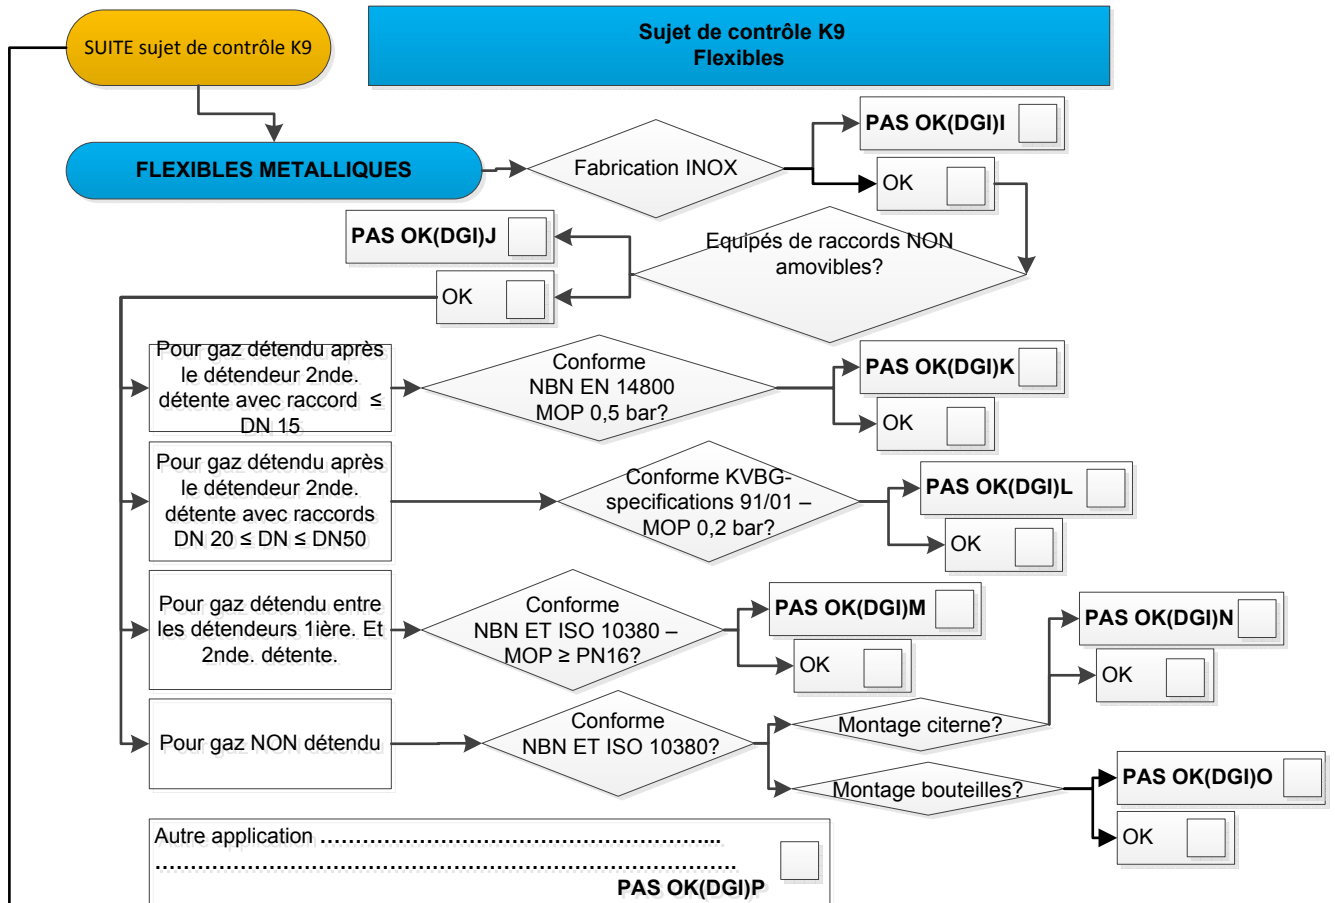 SUITE sujet de contrôle K9
Sujet de contrôle K9
Flexibles
FLEXIBLES METALLIQUES
Fabrication INOX
PAS OK(DGI)I
OK
Equipés de raccords NON
amovibles?
PAS OK(DGI)J
OK
Pour gaz détendu après
le détendeur 2nde.
détente avec raccord ≤
DN 15
Conforme
NBN EN 14800
MOP 0,5 bar?
PAS OK(DGI)K
OK
Pour gaz détendu après
le détendeur 2nde.
détente avec raccords
DN 20 ≤ DN ≤ DN50
Conforme KVBG-
specifications 91/01 –
MOP 0,2 bar?
PAS OK(DGI)L
OK
Pour gaz détendu entre
les détendeurs 1ière. Et
2nde. détente.
Conforme
NBN ET ISO 10380 –
MOP ≥ PN16?
PAS OK(DGI)M
OK
Pour gaz NON détendu
Conforme
NBN ET ISO 10380?
Montage citerne?
PAS OK(DGI)N
OK
Montage bouteilles?
PAS OK(DGI)O
OK
Autre application ………………………………………………...
……………………………………………………………………….
PAS OK(DGI)P